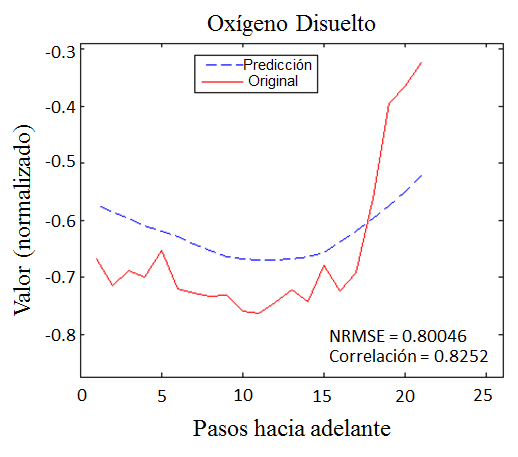 Oxígeno Disuelto
Predicción
Original
Valor (normalizado)
-0.3
-0.4
-0.5
-0.6
-0.7
-0.8
NRMSE = 0.80046
Correlación = 0.8252
0 5 10 15 20 25
Pasos hacia adelante